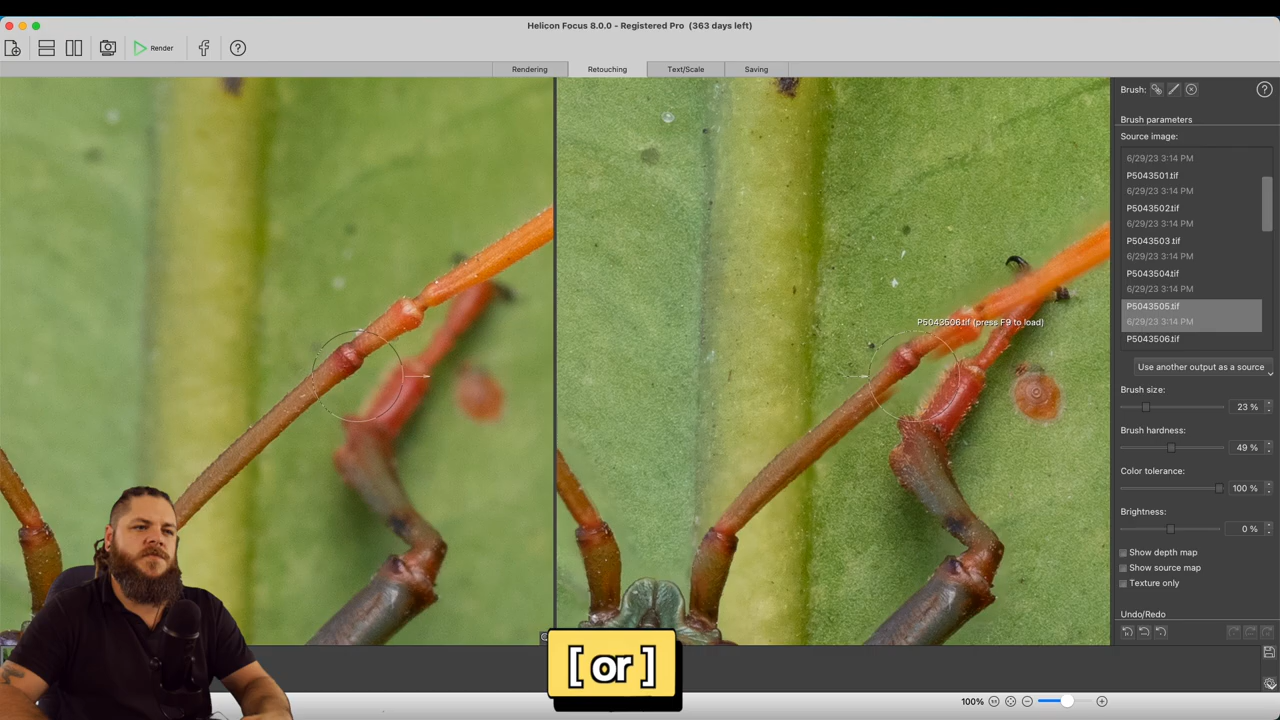 Helicon Focus 8.0.0 - Registered Pro (363 days left)
Render
Rendering
Retouching
Text/Scale
Saving
Brush:
Brush parameters
Source image:
6/29/23 3:14 PM
P5043501.tif
6/29/23 3:14 PM
P5043502.tif
6/29/23 3:14 PM
P5043503.tif
6/29/23 3:14 PM
P5043504.tif
6/29/23 3:14 PM
P5043505.tif
6/29/23 3:14 PM
P5043506.tif
P5043506.tif (press F9 to load)
Use another output as a source
Brush size:
23 %
Brush hardness:
49 %
Color tolerance:
100 %
Brightness:
0 %
Show depth map
Show source map
Texture only
Undo/Redo
[ or ]
100%